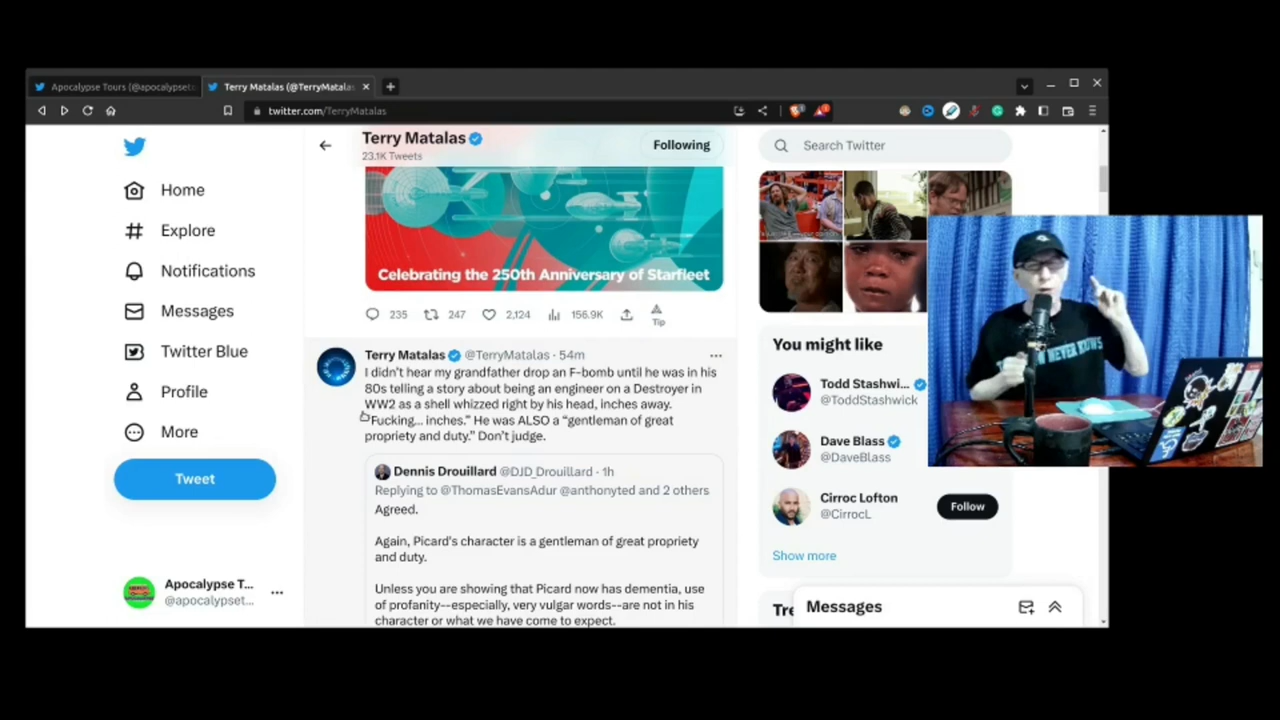 Apocalypse Tours (@apocalypset
Terry Matalas (@TerryMatalas
twitter.com/TerryMatalas
Home
Explore
Notifications
Messages
Twitter Blue
Profile
More
Tweet
Apocalypse T...
@apocalypset...
Terry Matalas
23.1K Tweets
Following
Celebrating the 250th Anniversary of Starfleet
235
247
2,124
156.9K
Tip
Terry Matalas @TerryMatalas · 54m
I didn't hear my grandfather drop an F-bomb until he was in his
80s telling a story about being an engineer on a Destroyer in
WW2 as a shell whizzed right by his head, inches away.
"Fucking... inches." He was ALSO a "gentleman of great
propriety and duty." Don't judge.
Dennis Drouillard @DJD_Drouillard · 1h
Replying to @ThomasEvansAdur @anthonyted and 2 others
Agreed.
Again, Picard's character is a gentleman of great propriety
and duty.
Unless you are showing that Picard now has dementia, use
of profanity--especially, very vulgar words--are not in his
character or what we have come to expect.
Search Twitter
You might like
Todd Stashwi...
@ToddStashwick
Dave Blass
@DaveBlass
Cirroc Lofton
@CirrocL
Follow
Show more
Tre
Messages
NEVER KNOWS